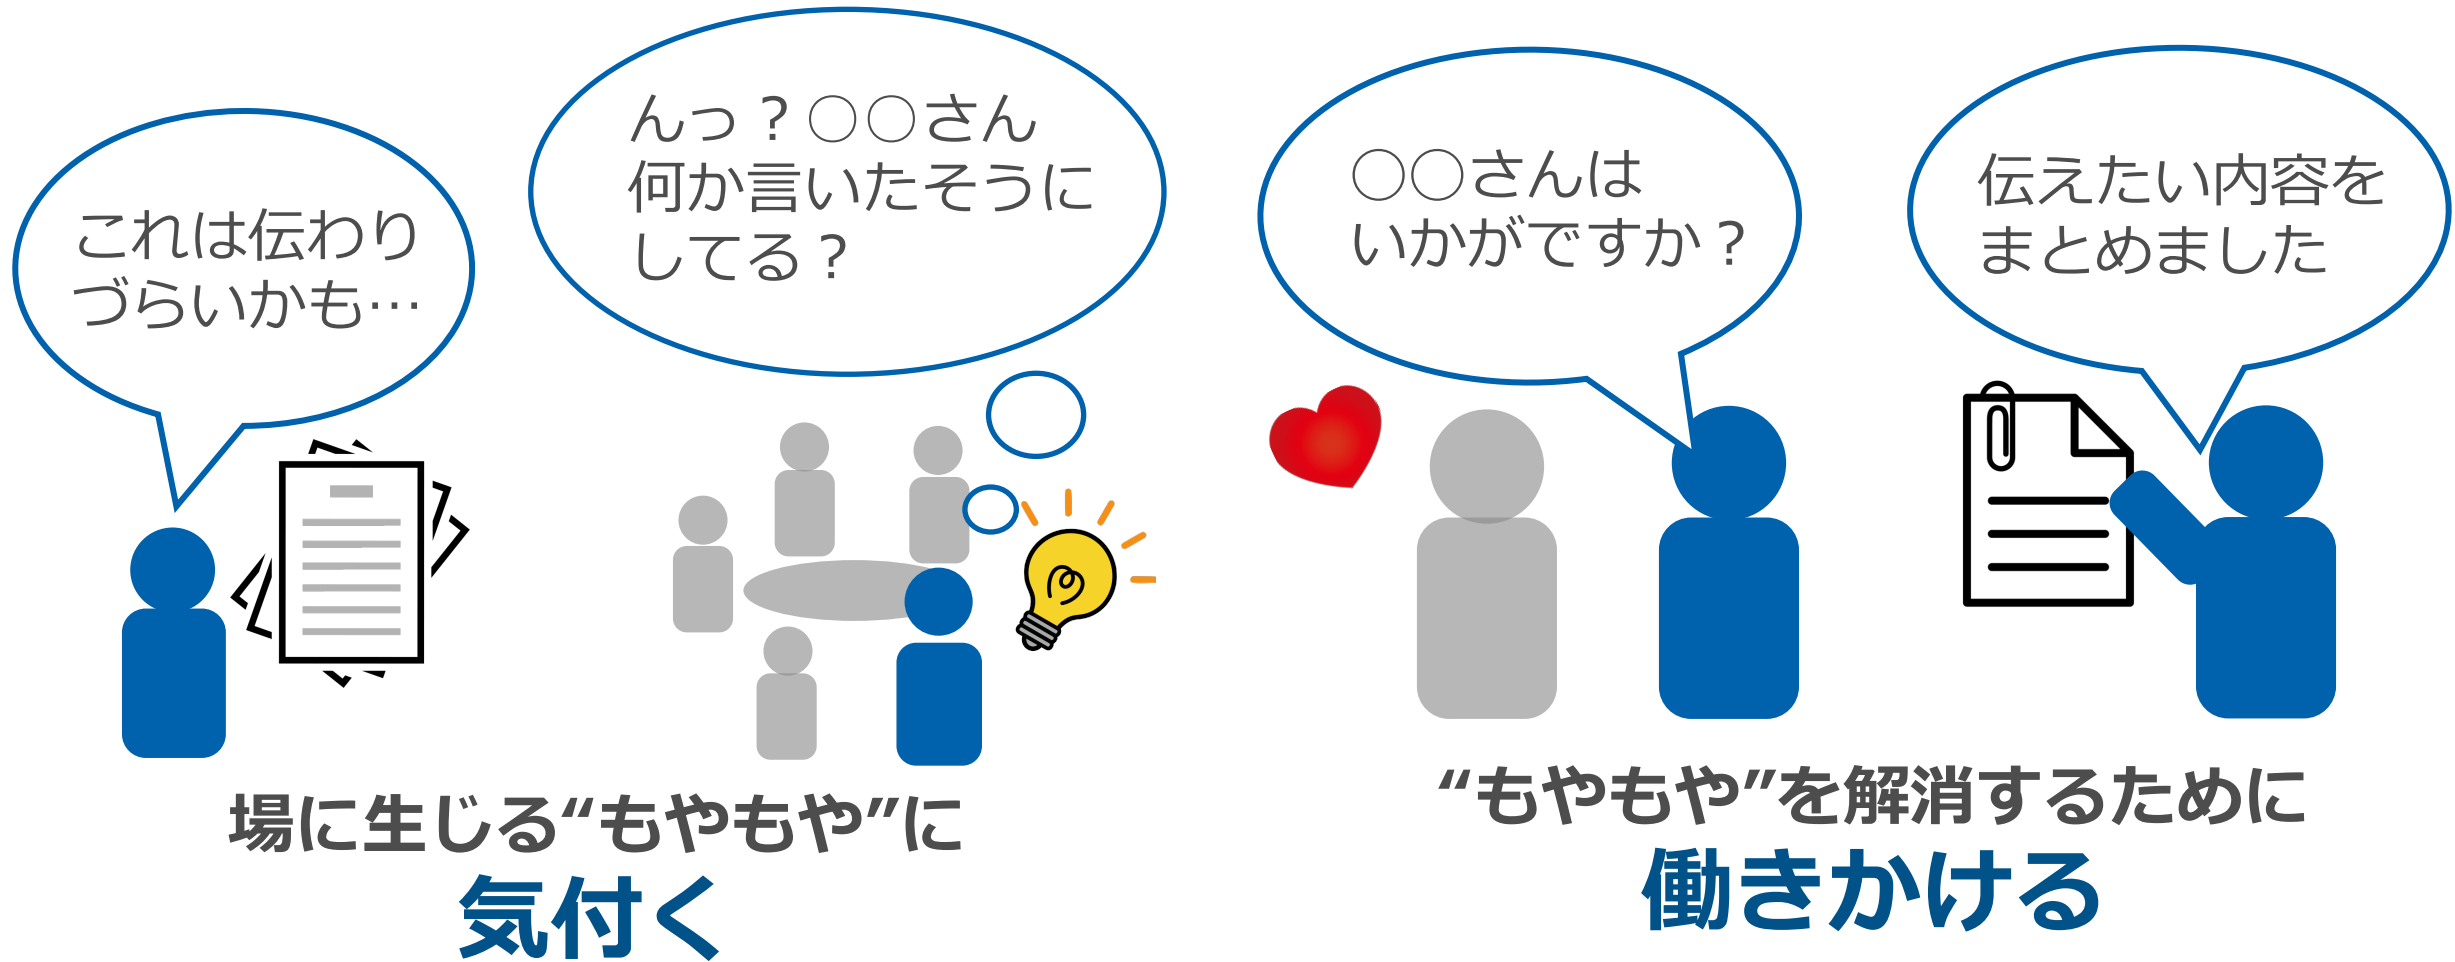 これは伝わり
づらいかも…
んっ？○○さん
何か言いたそうに
してる？
○○さんは
いかがですか？
伝えたい内容を
まとめました
場に生じる“もやもや”に
気付く
“もやもや”を解消するために
働きかける